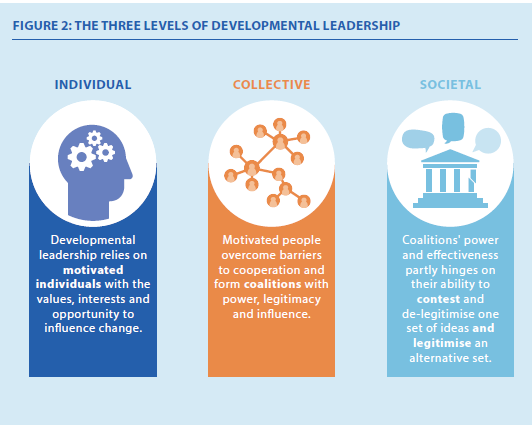 FIGURE 2: THE THREE LEVELS OF DEVELOPMENTAL LEADERSHIP
INDIVIDUAL
Developmental
leadership relies on
motivated
individuals with the
values, interests and
opportunity to
influence change.
COLLECTIVE
Motivated people
overcome barriers
to cooperation and
form coalitions with
power, legitimacy
and influence.
SOCIETAL
Coalitions' power
and effectiveness
partly hinges on
their ability to
contest and
de-legitimise one
set of ideas and
legitimise an
alternative set.